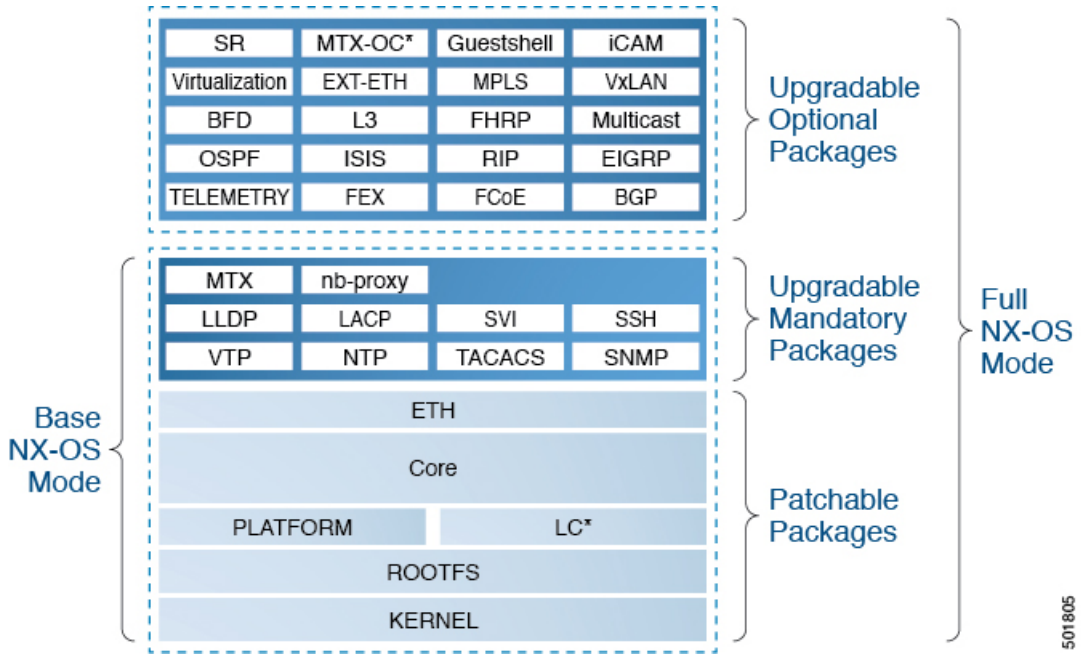 SR MTX-OC* Guestshell iCAM
Virtualization EXT-ETH MPLS VxLAN
BFD L3 FHRP Multicast
OSPF ISIS RIP EIGRP
TELEMETRY FEX FCoE BGP
Upgradable
Optional
Packages
MTX nb-proxy
LLDP LACP SVI SSH
VTP NTP TACACS SNMP
Upgradable
Mandatory
Packages
Full
NX-OS
Mode
Base
NX-OS
Mode
ETH
Core
PLATFORM LC*
ROOTFS
KERNEL
Patchable
Packages
501805